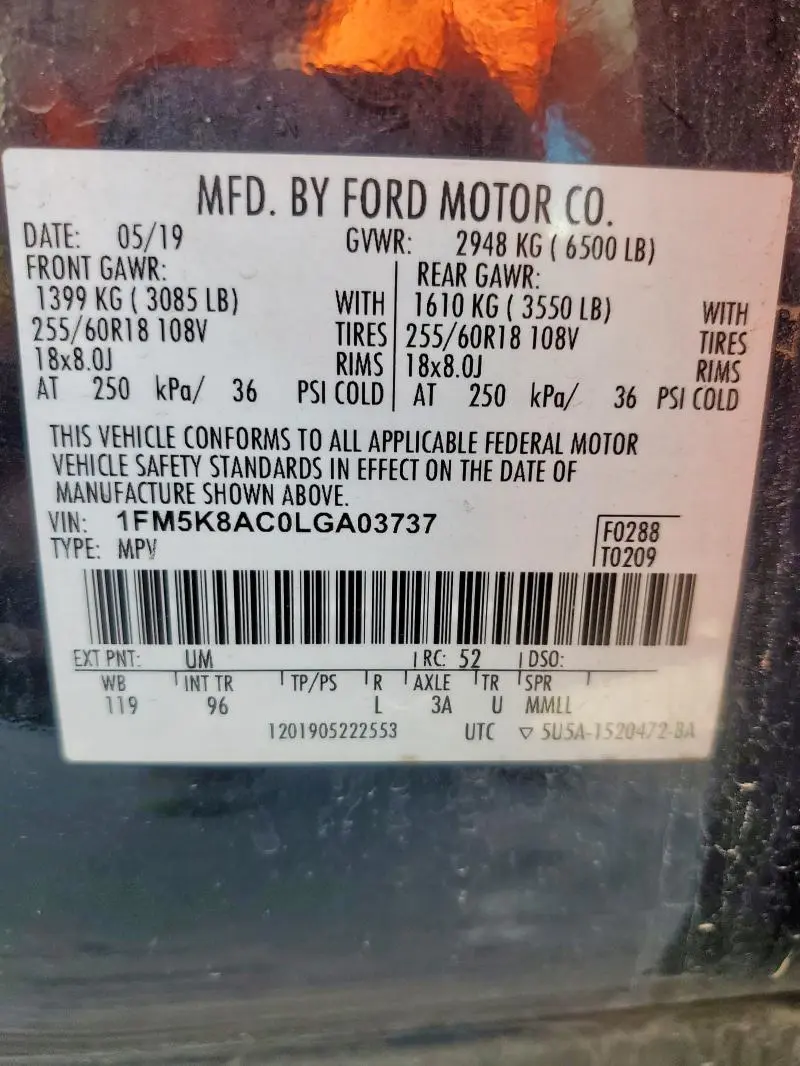 MFD. BY FORD MOTOR CO.
DATE: 05/19 GVWR: 2948 KG ( 6500 LB)
FRONT GAWR: REAR GAWR:
1399 KG ( 3085 LB) WITH 1610 KG ( 3550 LB) WITH
255/60R18 108V TIRES 255/60R18 108V TIRES
18x8.0J RIMS 18x8.0J RIMS
AT 250 kPa/ 36 PSI COLD AT 250 kPa/ 36 PSI COLD
THIS VEHICLE CONFORMS TO ALL APPLICABLE FEDERAL MOTOR
VEHICLE SAFETY STANDARDS IN EFFECT ON THE DATE OF
MANUFACTURE SHOWN ABOVE.
VIN: 1FM5K8AC0LGA03737 F0288
TYPE: MPV T0209
EXT PNT: UM RC: 52 DSO:
WB INT TR TP/PS R AXLE TR SPR
119 96 L 3A U MMLL
1201905222553 UTC ▽ 5U5A-1520472-BA